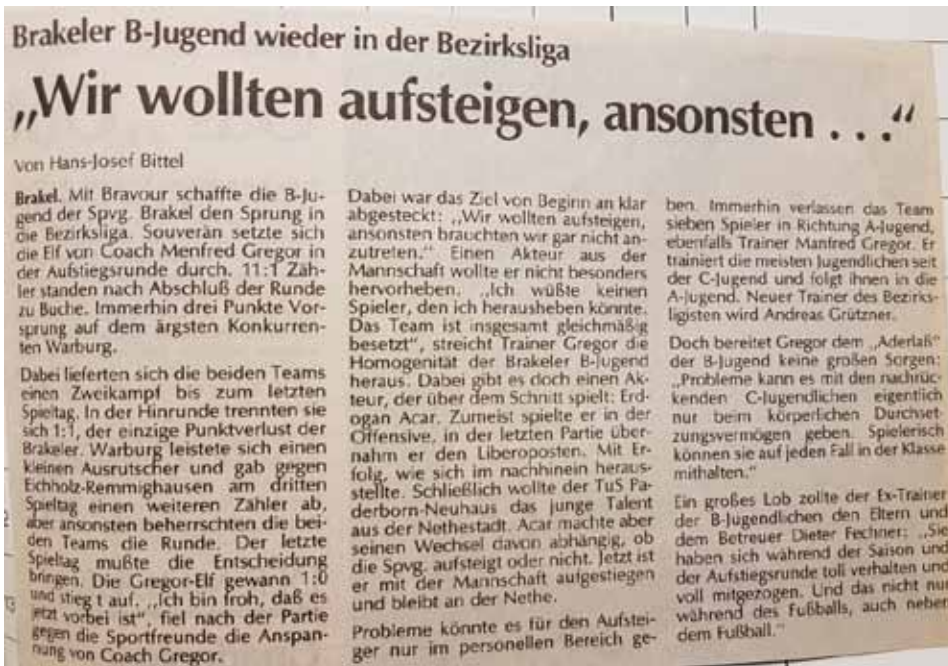 Brakeler B-Jugend wieder in der Bezirksliga
„Wir wollten aufsteigen, ansonsten . . .“
Von Hans-Josef Bittel
Brakel. Mit Bravour schaffte die B-Ju-
gend der Spvg. Brakel den Sprung in
die Bezirksliga. Souverän setzte sich
die Elf von Coach Menfred Gregor in
der Aufstiegsrunde durch. 11:1 Zäh-
ler standen nach Abschluß der Runde
zu Buche. Immerhin drei Punkte Vor-
sprung auf dem ärgsten Konkurren-
ten Warburg.
Dabei lieferten sich die beiden Teams
einen Zweikampf bis zum letzten
Spieltag. In der Hinrunde trennten sie
sich 1:1, der einzige Punktverlust der
Brakeler. Warburg leistete sich einen
kleinen Ausrutscher und gab gegen
Eichholz-Remmighausen am dritten
Spieltag einen weiteren Zähler ab,
aber ansonsten beherrschten die bei-
den Teams die Runde. Der letzte
Spieltag mußte die Entscheidung
bringen. Die Gregor-Elf gewann 1:0
und stieg t auf. „Ich bin froh, daß es
jetzt vorbei ist“, fiel nach der Partie
gegen die Sportfreunde die Anspan-
nung von Coach Gregor.
Dabei war das Ziel von Beginn an klar
abgesteckt: „Wir wollten aufsteigen,
ansonsten brauchten wir gar nicht an-
zutreten.“ Einen Akteur aus der
Mannschaft wollte er nicht besonders
hervorheben. „Ich wüßte keinen
Spieler, den ich herausheben könnte.
Das Team ist insgesamt gleichmäßig
besetzt“, streicht Trainer Gregor die
Homogenität der Brakeler B-Jugend
heraus. Dabei gibt es doch einen Ak-
teur, der über dem Schnitt spielt: Erd-
ogan Acar. Zumeist spielte er in der
Offensive, in der letzten Partie über-
nahm er den Liberoposten. Mit Er-
folg, wie sich im nachhinein heraus-
stellte. Schließlich wollte der TuS Pa-
derborn-Neuhaus das junge Talent
aus der Nethestadt. Acar machte aber
seinen Wechsel davon abhängig, ob
die Spvg. aufsteigt oder nicht. Jetzt ist
er mit der Mannschaft aufgestiegen
und bleibt an der Nethe.
Probleme könnte es für den Aufstei-
ger nur im personellen Bereich ge-
ben. Immerhin verlassen das Team
sieben Spieler in Richtung A-Jugend,
ebenfalls Trainer Manfred Gregor. Er
trainiert die meisten Jugendlichen seit
der C-Jugend und folgt ihnen in die
A-Jugend. Neuer Trainer des Bezirks-
ligisten wird Andreas Grützner.
Doch bereitet Gregor dem „Aderlaß“
der B-Jugend keine großen Sorgen:
„Probleme kann es mit den nachrük-
kenden C-Jugendlichen eigentlich
nur beim körperlichen Durchset
zungsvermögen geben. Spielerisch
können sie auf jeden Fall in der Klasse
mithalten.“
Ein großes Lob zollte der Ex-Trainer
der B-Jugendlichen den Eltern und
dem Betreuer Dieter Fechner: „Sie
haben sich während der Saison und
der Aufstiegsrunde toll verhalten und
voll mitgezogen. Und das nicht nur
während des Fußballs, auch neben
dem Fußball.“